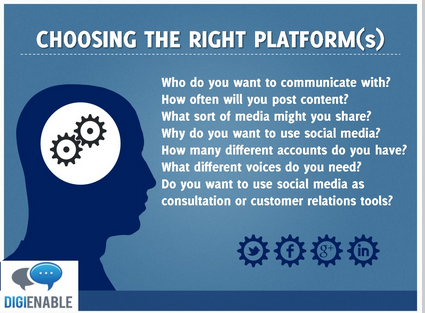 CHOOSING THE RIGHT PLATFORM(s)
Who do you want to communicate with?
How often will you post content?
What sort of media might you share?
Why do you want to use social media?
How many different accounts do you have?
What different voices do you need?
Do you want to use social media as
consultation or customer relations tools?
f g+ in
DIGIENABLE